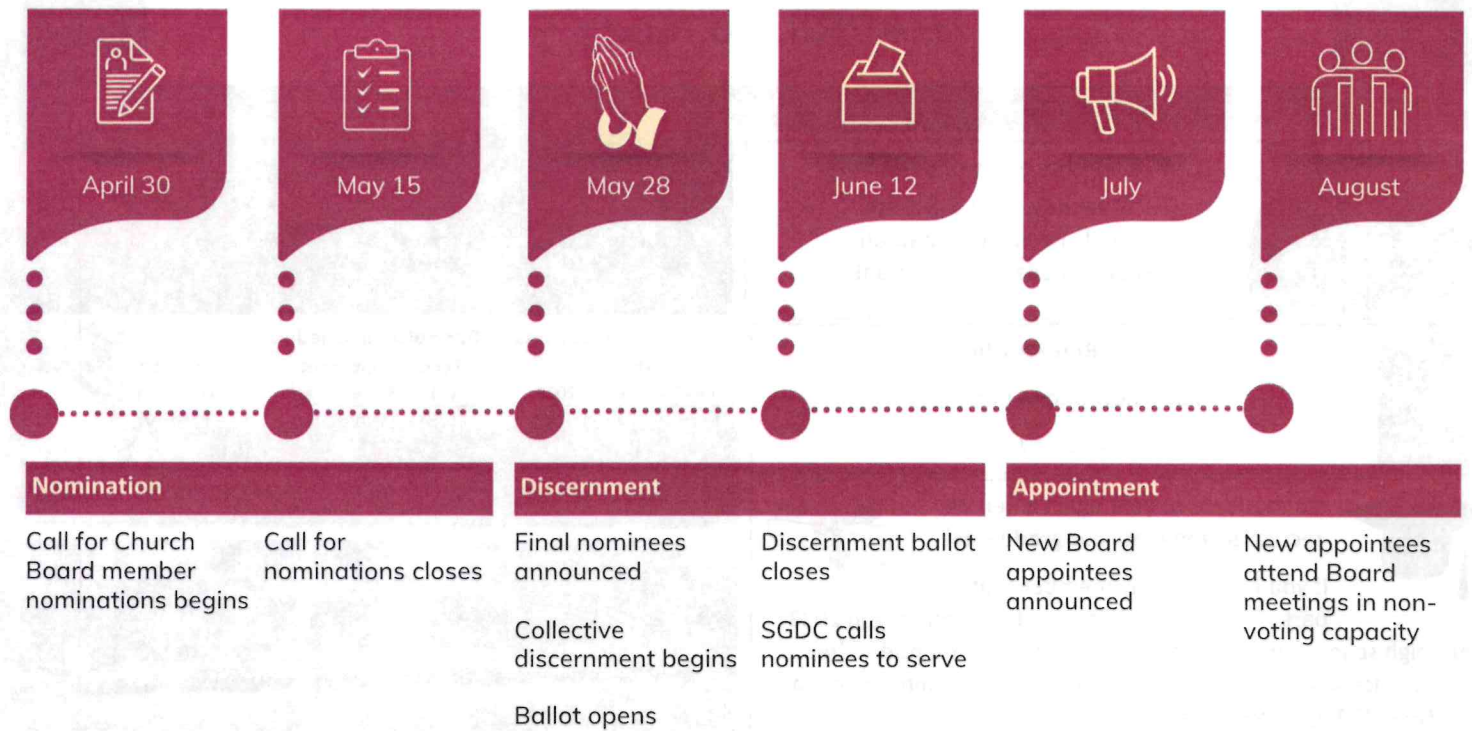 April 30
May 15
May 28
June 12
July
August
Nomination
Call for Church
Board member
nominations begins
Call for
nominations closes
Discernment
Final nominees
announced
Collective
discernment begins
Ballot opens
Discernment ballot
closes
SGDC calls
nominees to serve
Appointment
New Board
appointees
announced
New appointees
attend Board
meetings in non-
voting capacity